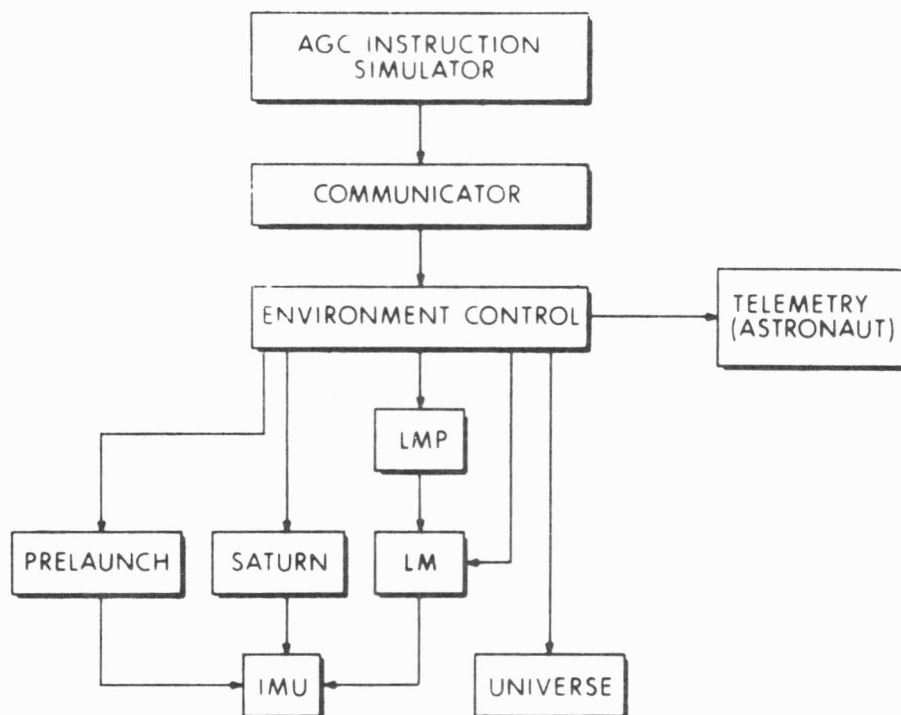 AGC INSTRUCTION
SIMULATOR
COMMUNICATOR
ENVIRONMENT CONTROL
TELEMETRY
(ASTRONAUT)
LMP
PRELAUNCH
SATURN
LM
IMU
UNIVERSE